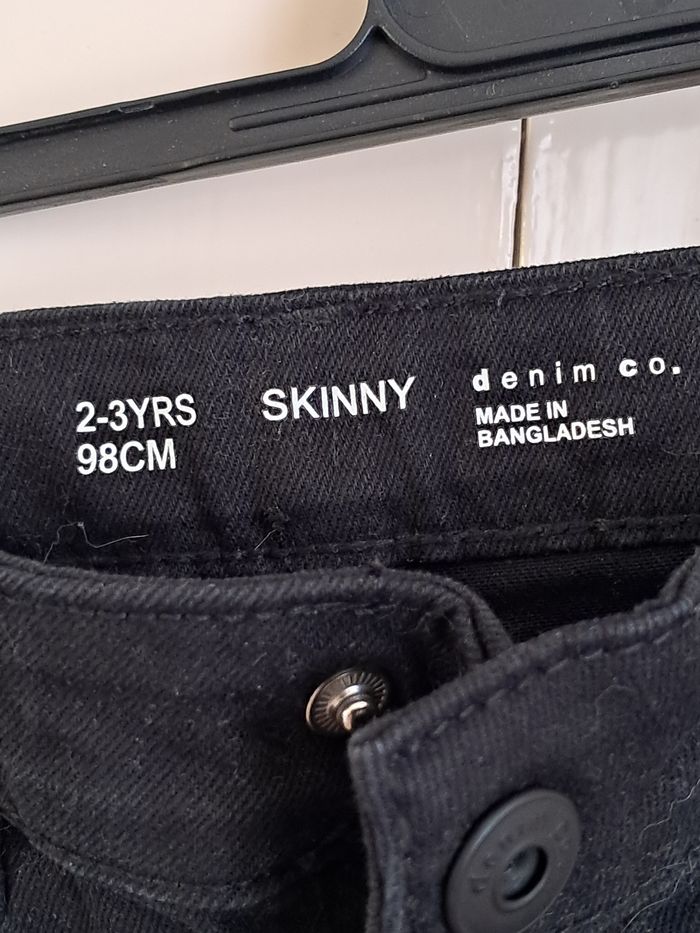 2-3YRS
98CM
SKINNY
denim co.
MADE IN
BANGLADESH